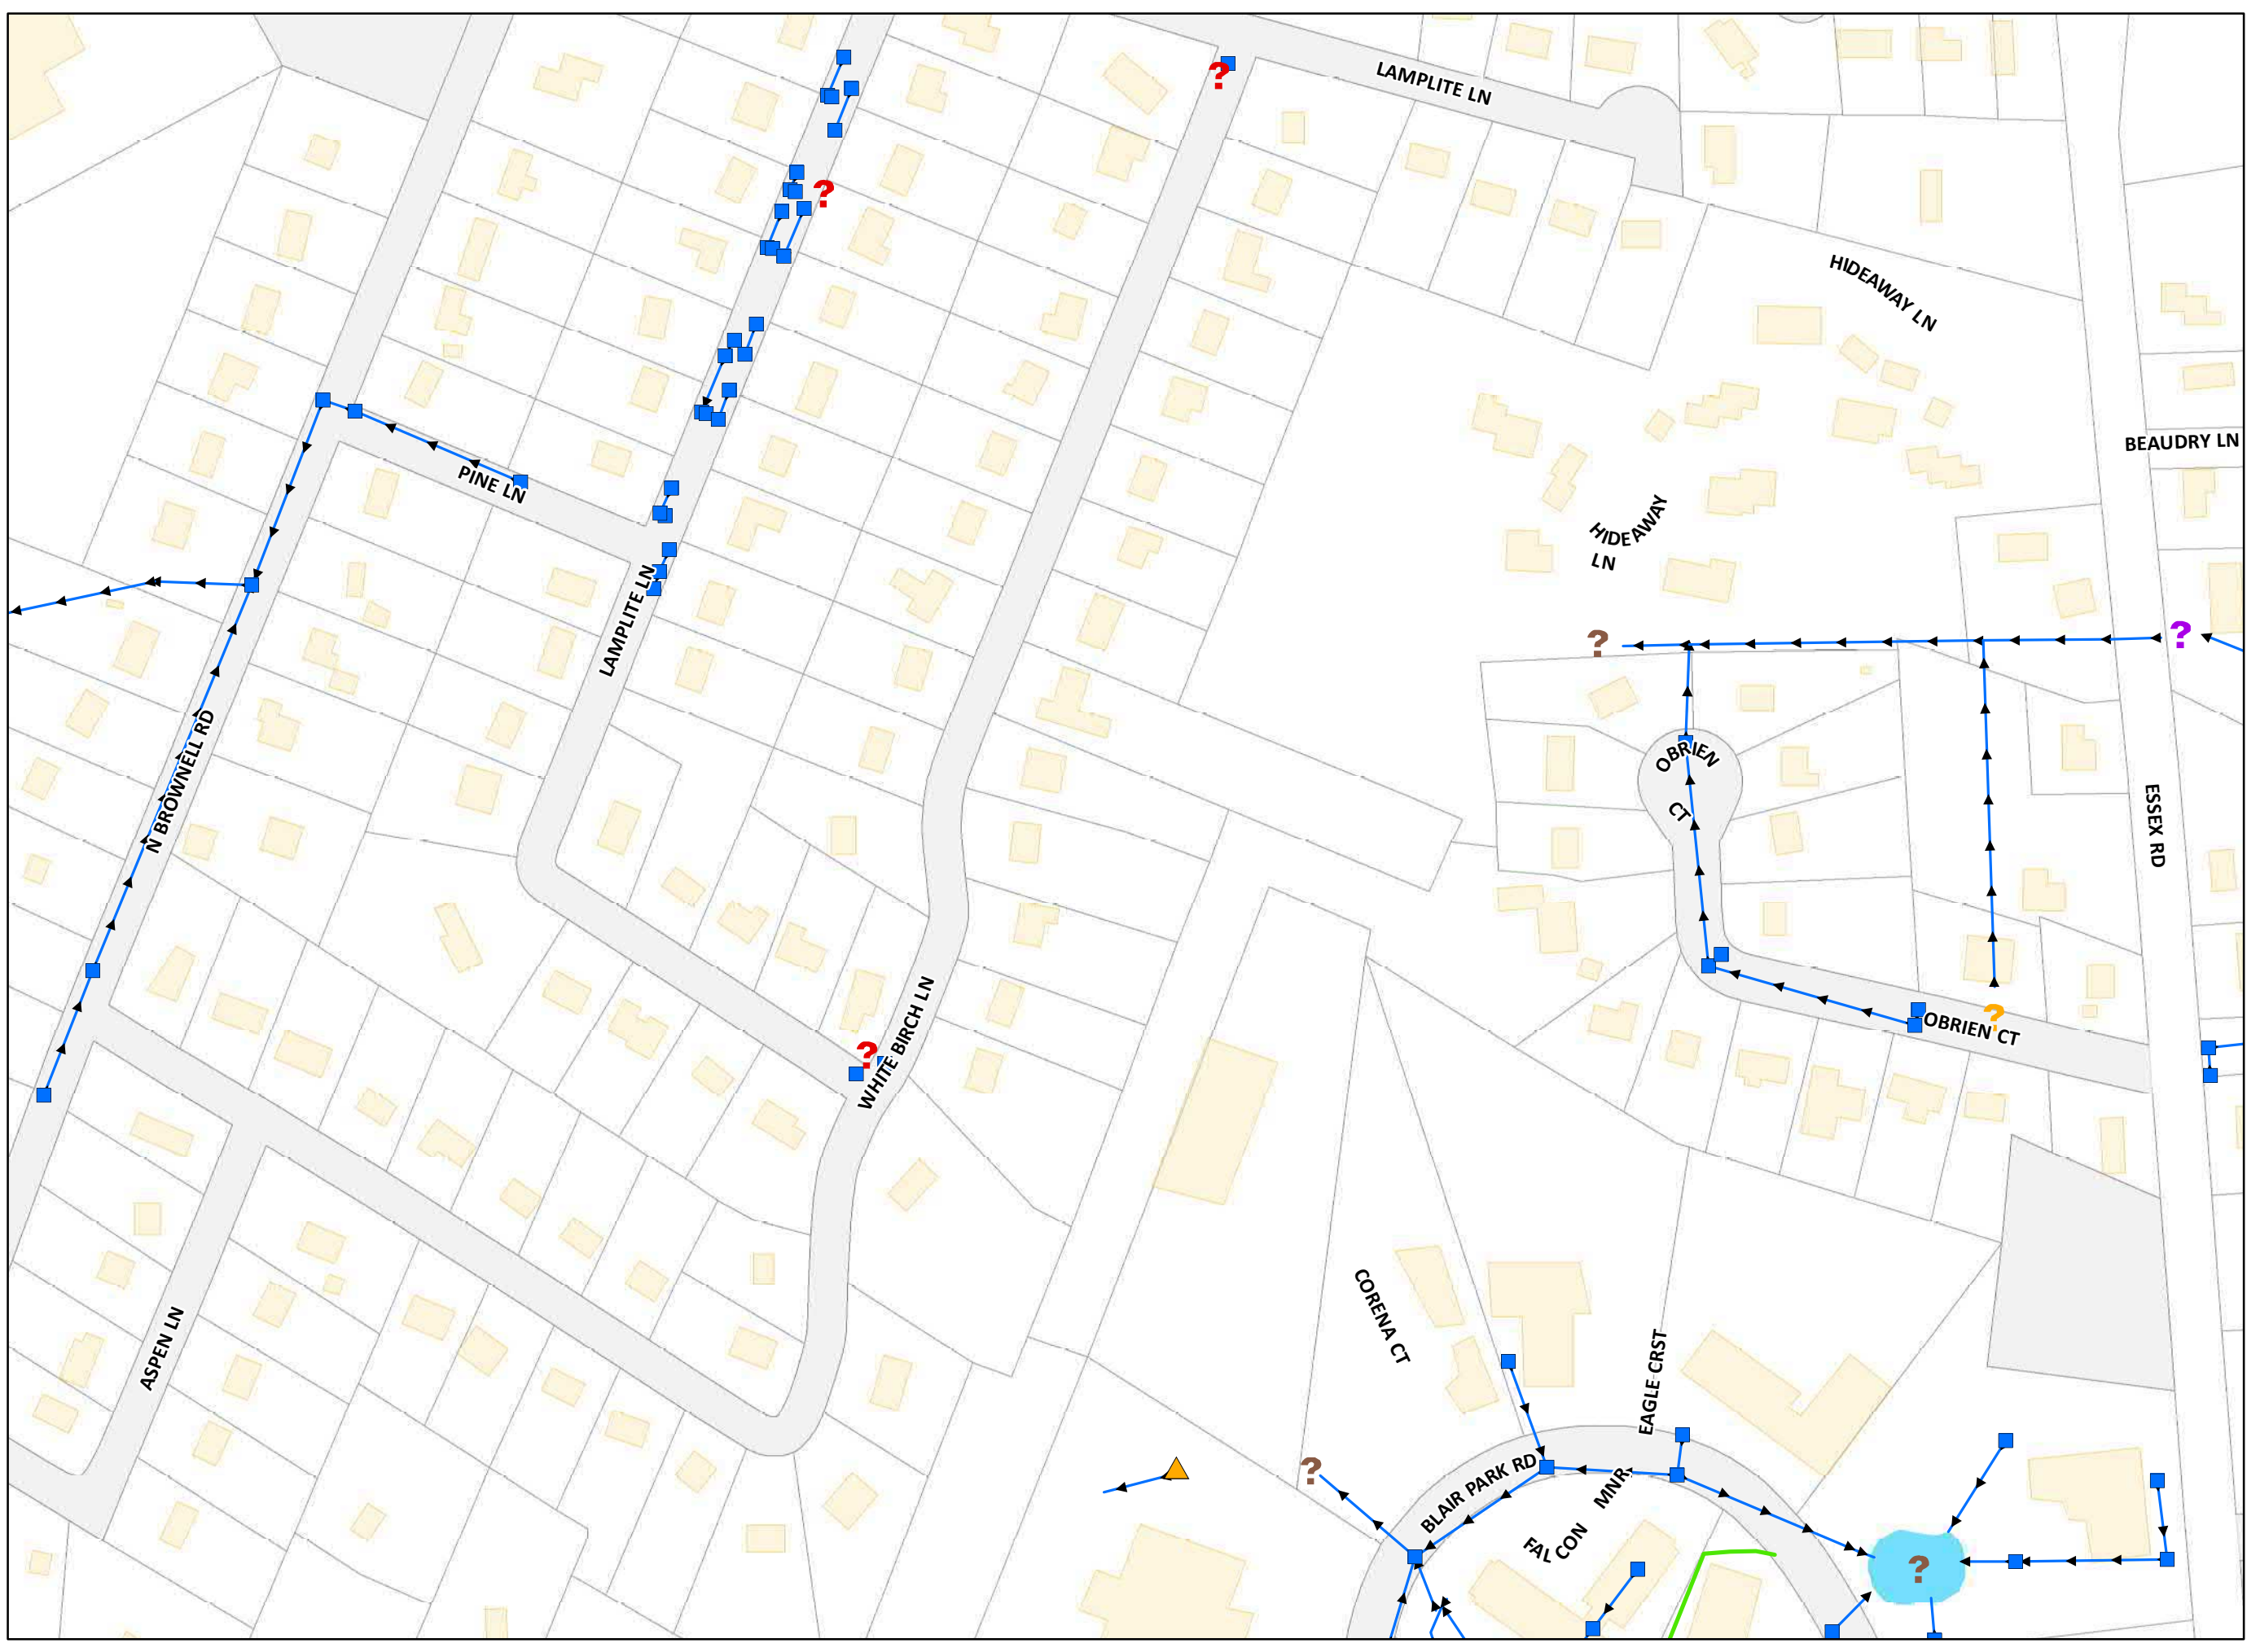 LAMPLITE LN
?
?
HIDEAWAY LN
BEAUDRY LN
PINE LN
HIDEAWAY
LN
LAMPLITE LN
?
?
N BROWNELL RD
OBRIEN
CT
ESSEX RD
WHITE BIRCH LN
?
?
OBRIEN CT
CORENA CT
ASPEN LN
EAGLE CRST
?
BLAIR PARK RD
FALCON MNR
?